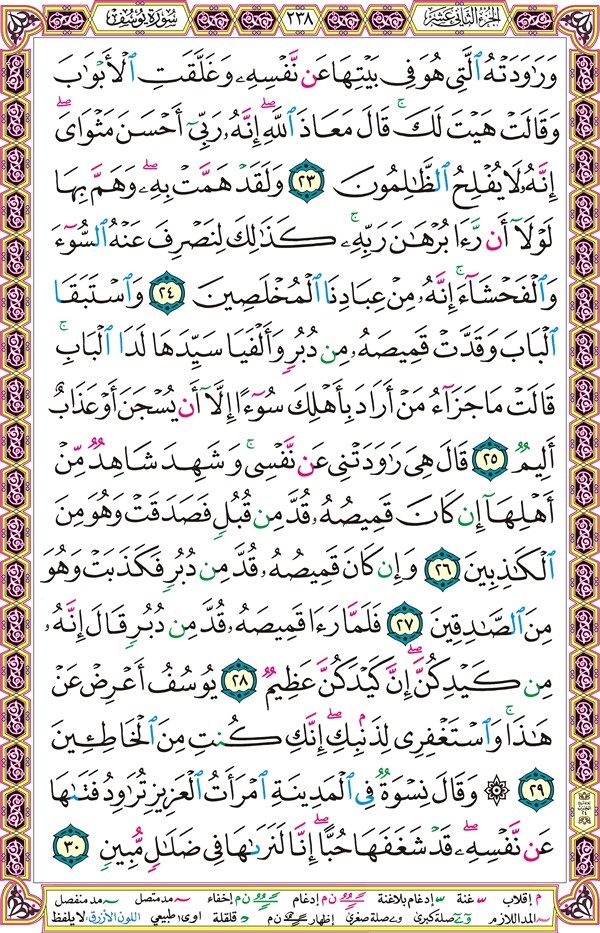 الجزء الثاني عشر ٢٣٨ سورة يوسف
وَرَٰوَدَتْهُ ٱلَّتِى هُوَ فِى بَيْتِهَا عَن نَّفْسِهِۦ وَغَلَّقَتِ ٱلْأَبْوَٰبَ
وَقَالَتْ هَيْتَ لَكَ ۚ قَالَ مَعَاذَ ٱللَّهِ ۖ إِنَّهُۥ رَبِّىٓ أَحْسَنَ مَثْوَاىَ ۖ
إِنَّهُۥ لَا يُفْلِحُ ٱلظَّٰلِمُونَ ٢٣ وَلَقَدْ هَمَّتْ بِهِۦ ۖ وَهَمَّ بِهَا
لَوْلَآ أَن رَّءَا بُرْهَٰنَ رَبِّهِۦ ۚ كَذَٰلِكَ لِنَصْرِفَ عَنْهُ ٱلسُّوٓءَ
وَٱلْفَحْشَآءَ ۚ إِنَّهُۥ مِنْ عِبَادِنَا ٱلْمُخْلَصِينَ ٢٤ وَٱسْتَبَقَا
ٱلْبَابَ وَقَدَّتْ قَمِيصَهُۥ مِن دُبُرٍ وَأَلْفَيَا سَيِّدَهَا لَدَا ٱلْبَابِ ۚ
قَالَتْ مَا جَزَآءُ مَنْ أَرَادَ بِأَهْلِكَ سُوٓءًا إِلَّآ أَن يُسْجَنَ أَوْ عَذَابٌ
أَلِيمٌ ٢٥ قَالَ هِىَ رَٰوَدَتْنِى عَن نَّفْسِى ۚ وَشَهِدَ شَاهِدٌ مِّنْ
أَهْلِهَآ إِن كَانَ قَمِيصُهُۥ قُدَّ مِن قُبُلٍ فَصَدَقَتْ وَهُوَ مِنَ
ٱلْكَٰذِبِينَ ٢٦ وَإِن كَانَ قَمِيصُهُۥ قُدَّ مِن دُبُرٍ فَكَذَبَتْ وَهُوَ
مِنَ ٱلصَّٰدِقِينَ ٢٧ فَلَمَّا رَءَا قَمِيصَهُۥ قُدَّ مِن دُبُرٍ قَالَ إِنَّهُۥ
مِن كَيْدِكُنَّ ۖ إِنَّ كَيْدَكُنَّ عَظِيمٌ ٢٨ يُوسُفُ أَعْرِضْ عَنْ
هَٰذَا ۚ وَٱسْتَغْفِرِى لِذَنۢبِكِ ۖ إِنَّكِ كُنتِ مِنَ ٱلْخَاطِـِٔينَ
٢٩ ۞ وَقَالَ نِسْوَةٌ فِى ٱلْمَدِينَةِ ٱمْرَأَتُ ٱلْعَزِيزِ تُرَٰوِدُ فَتَىٰهَا
عَن نَّفْسِهِۦ ۖ قَدْ شَغَفَهَا حُبًّا ۖ إِنَّا لَنَرَىٰهَا فِى ضَلَٰلٍ مُّبِينٍ ٣٠
م إقلاب س غنة إدغام بلاغنة ن م إدغام ن م إخفاء مد متصل مد منفصل
المد اللازم صلة كبرى صلة صغرى إظهار ن م قلقلة اوى طبيعي اللون الأزرق لا يلفظ